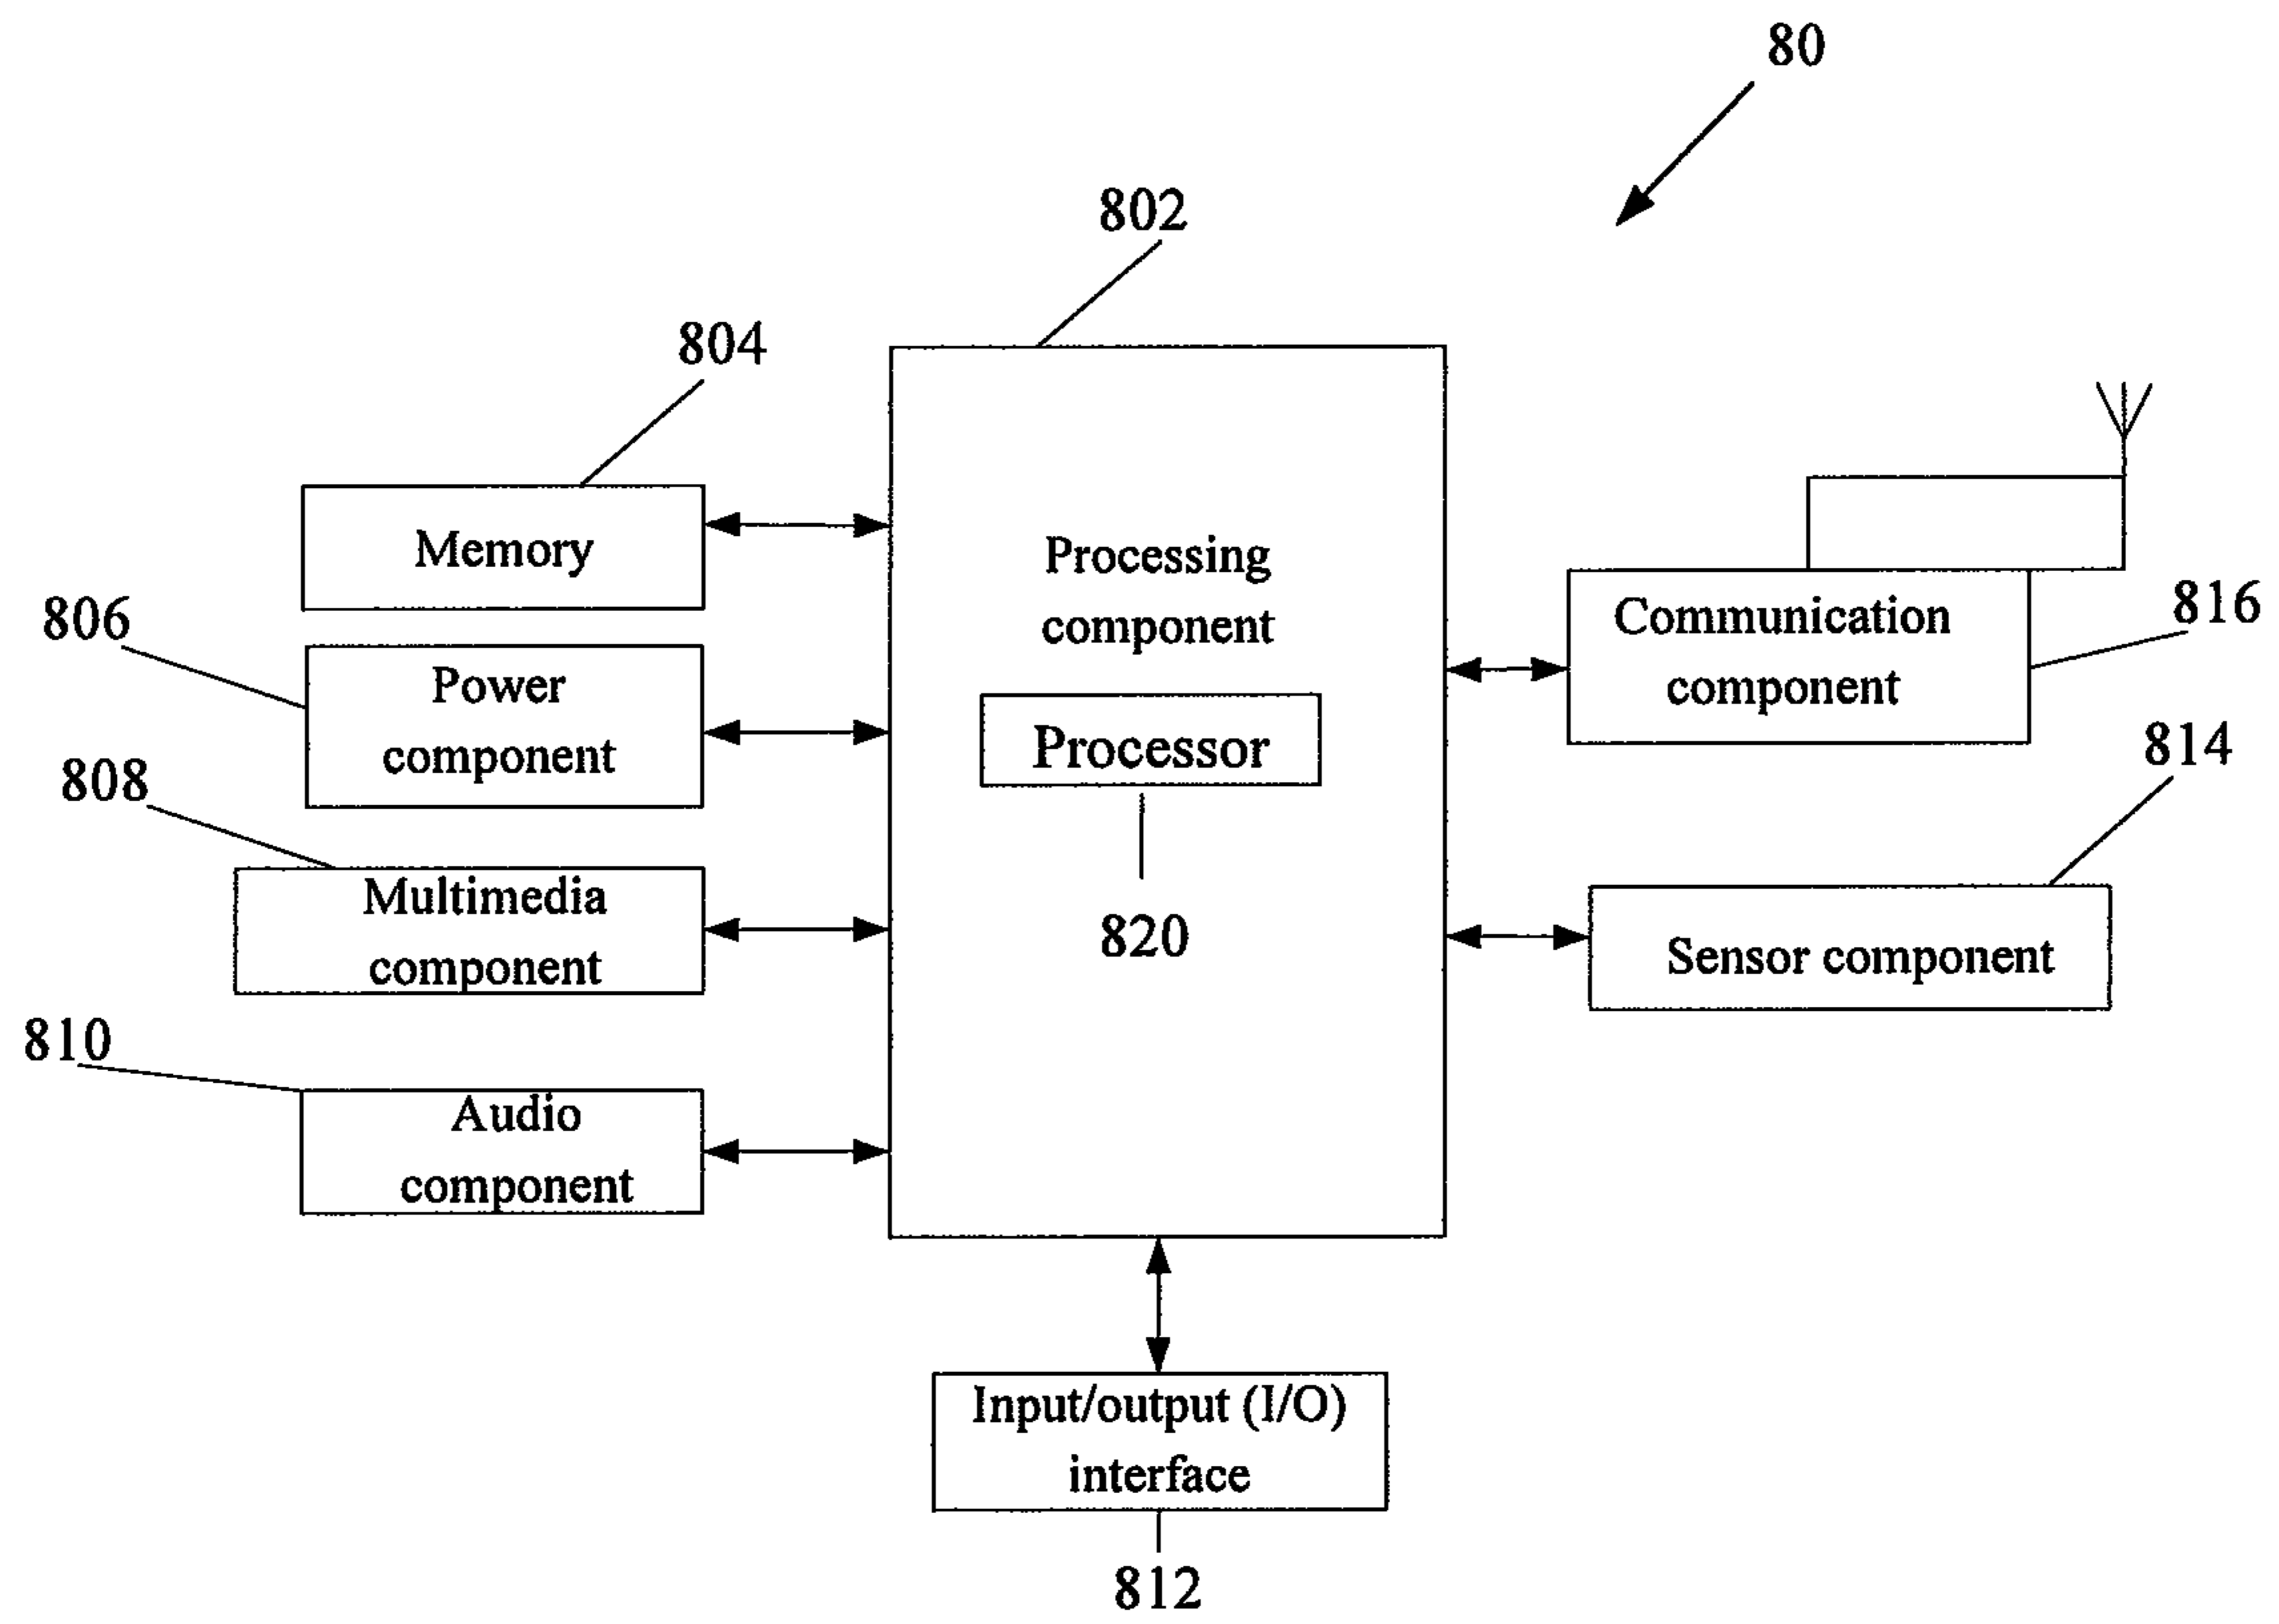 80
802
804
Memory
Processing
component
806
Power
component
Processor
820
Communication
component
816
808
Multimedia
component
814
Sensor component
810
Audio
component
Input/output (I/O)
interface
812